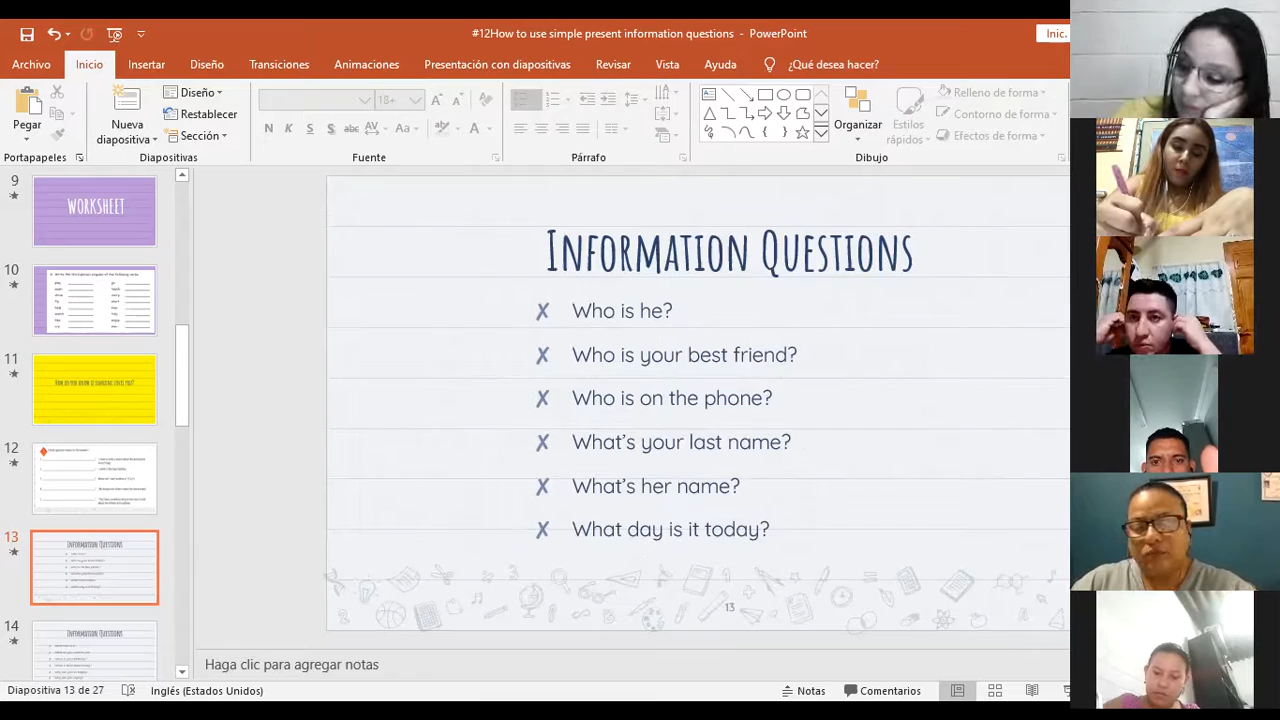 #12How to use simple present information questions - PowerPoint
Inic.
Archivo Inicio Insertar Diseño Transiciones Animaciones Presentación con diapositivas Revisar Vista Ayuda ¿Qué desea hacer?
Pegar
Nueva diapositiva
Diseño
Restablecer
Sección
18+
N K S S abc AV Aa A
Organizar
Estilos rápidos
Relleno de forma
Contorno de forma
Efectos de forma
Portapapeles Diapositivas Fuente Párrafo Dibujo
9
WORKSHEET
10
11
12
13
INFORMATION QUESTIONS
14
INFORMATION QUESTIONS
INFORMATION QUESTIONS
X Who is he?
X Who is your best friend?
X Who is on the phone?
X What's your last name?
X What's her name?
X What day is it today?
13
Haga clic para agregar notas
Diapositiva 13 de 27 Inglés (Estados Unidos) Notas Comentarios